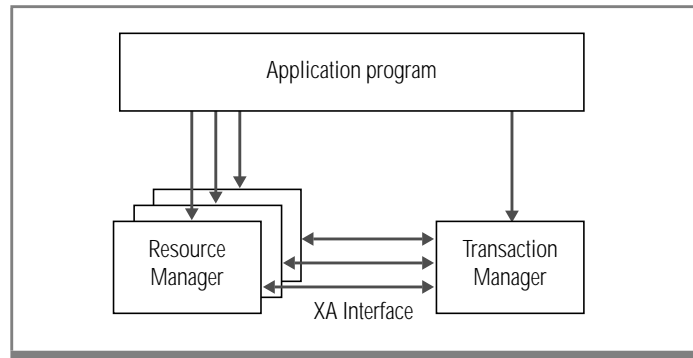 Application program
Resource
Manager
Transaction
Manager
XA Interface